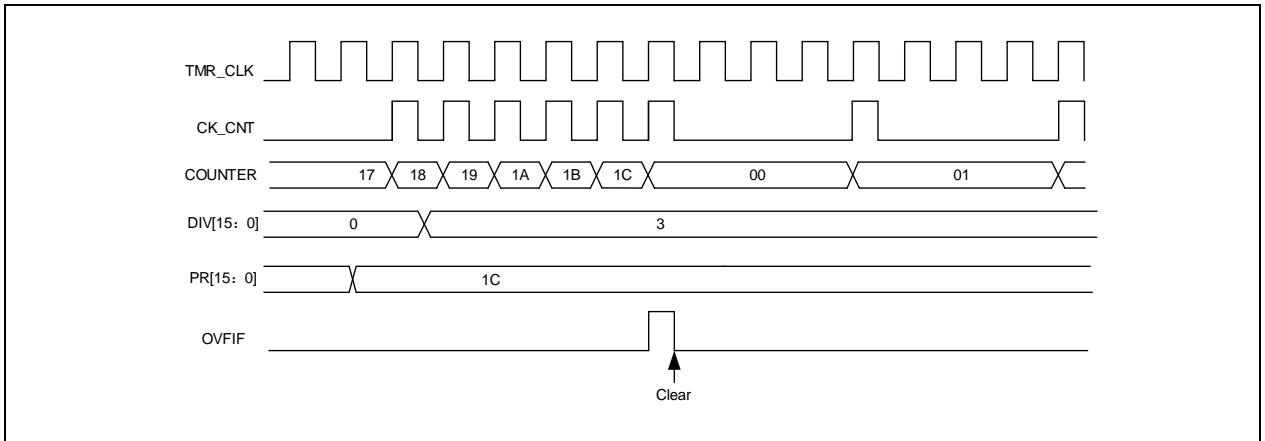 TMR_CLK
CK_CNT
COUNTER 17 18 19 1A 1B 1C 00 01
DIV[15：0] 0 3
PR[15：0] 1C
OVFIF
Clear